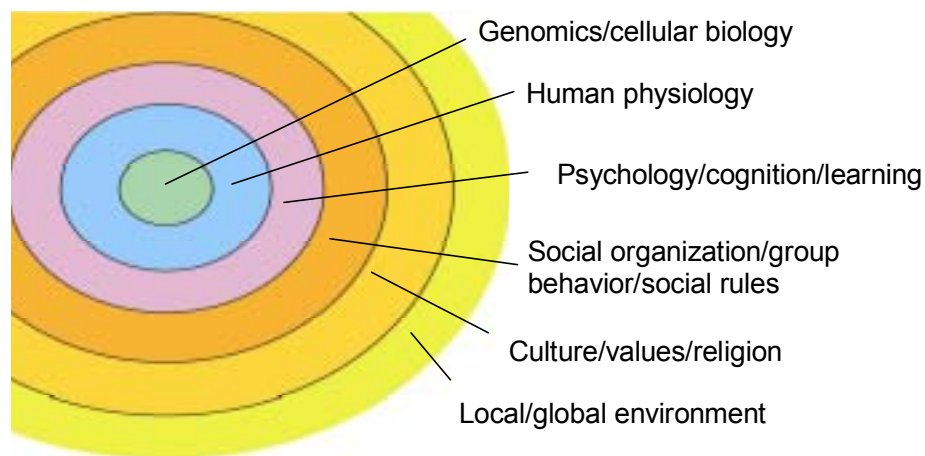 Genomics/cellular biology
Human physiology
Psychology/cognition/learning
Social organization/group
behavior/social rules
Culture/values/religion
Local/global environment